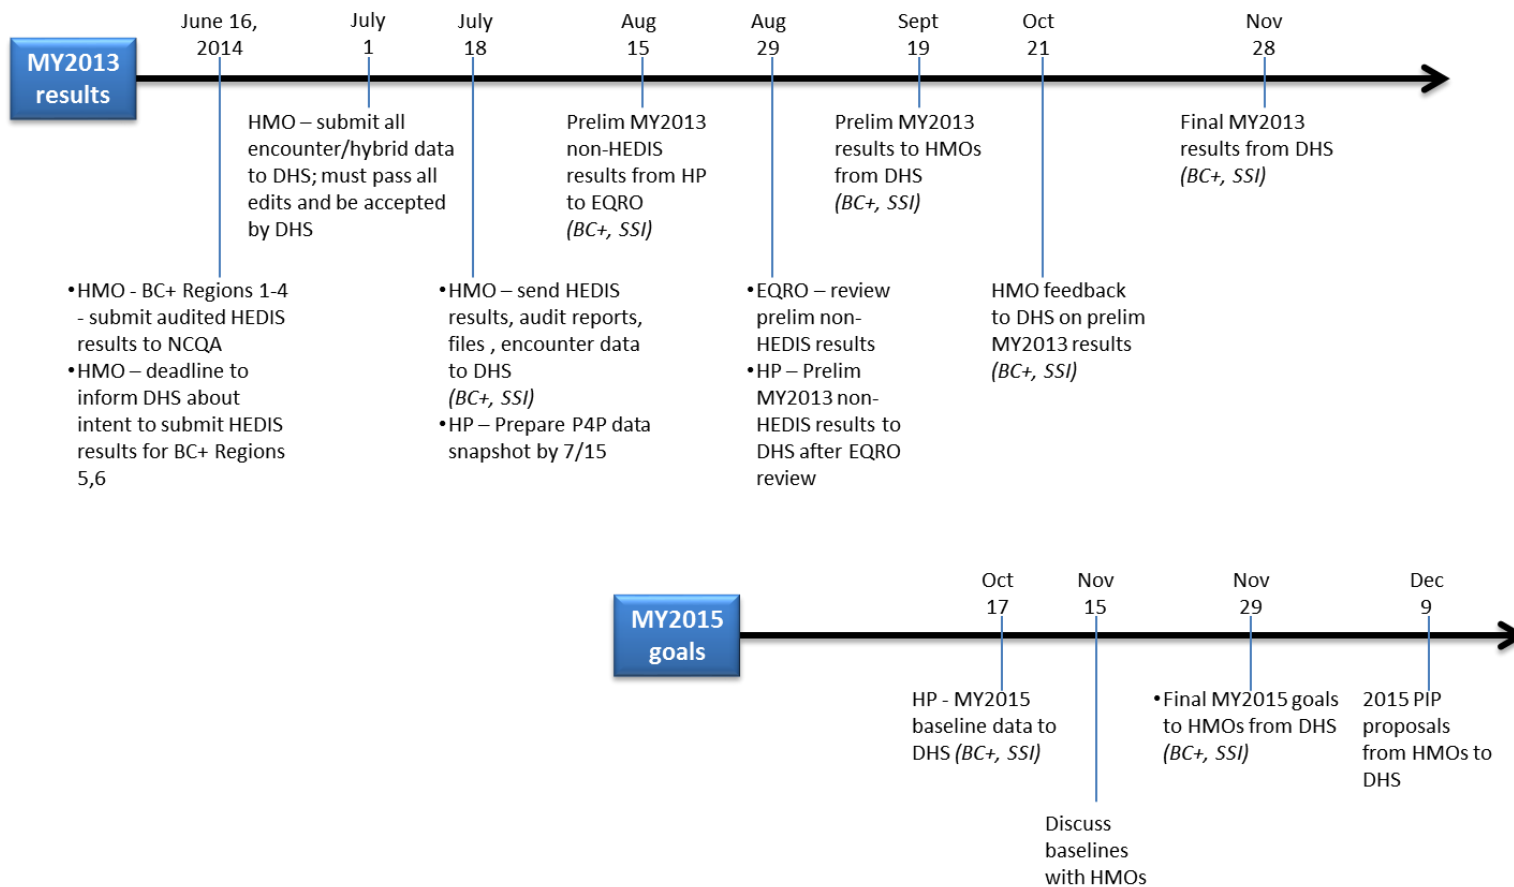 MY2013
results
June 16,
2014
July
1
July
18
Aug
15
Aug
29
Sept
19
Oct
21
Nov
28
HMO – submit all
encounter/hybrid data
to DHS; must pass all
edits and be accepted
by DHS
Prelim MY2013
non-HEDIS
results from HP
to EQRO
(BC+, SSI)
Prelim MY2013
results to HMOs
from DHS
(BC+, SSI)
Final MY2013
results from DHS
(BC+, SSI)
•HMO - BC+ Regions 1-4
- submit audited HEDIS
results to NCQA
•HMO – deadline to
inform DHS about
intent to submit HEDIS
results for BC+ Regions
5,6
•HMO – send HEDIS
results, audit reports,
files , encounter data
to DHS
(BC+, SSI)
•HP – Prepare P4P data
snapshot by 7/15
•EQRO – review
prelim non-
HEDIS results
•HP – Prelim
MY2013 non-
HEDIS results to
DHS after EQRO
review
HMO feedback
to DHS on prelim
MY2013 results
(BC+, SSI)
MY2015
goals
Oct
17
Nov
15
Nov
29
Dec
9
HP - MY2015
baseline data to
DHS (BC+, SSI)
Discuss
baselines
with HMOs
•Final MY2015 goals
to HMOs from DHS
(BC+, SSI)
2015 PIP
proposals
from HMOs to
DHS